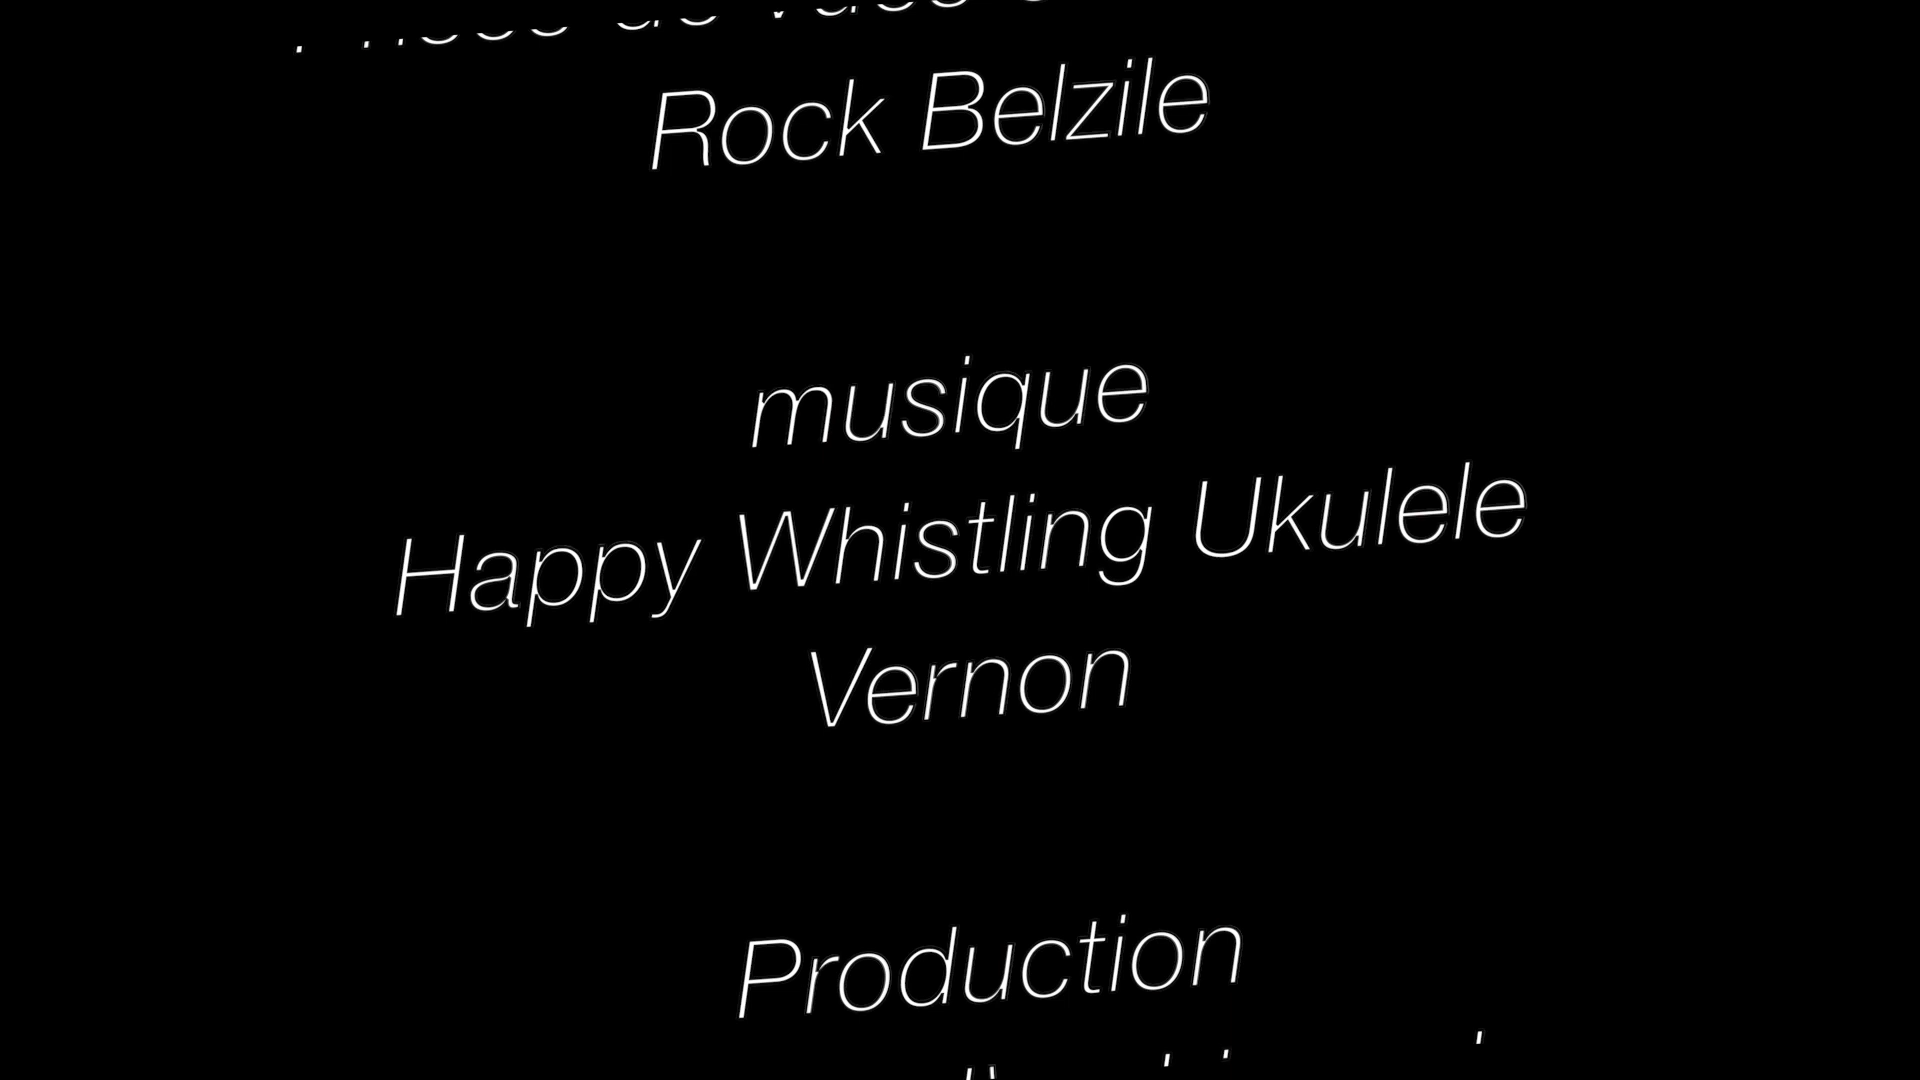 Rock Belzile
musique
Happy Whistling Ukulele
Vernon
Production